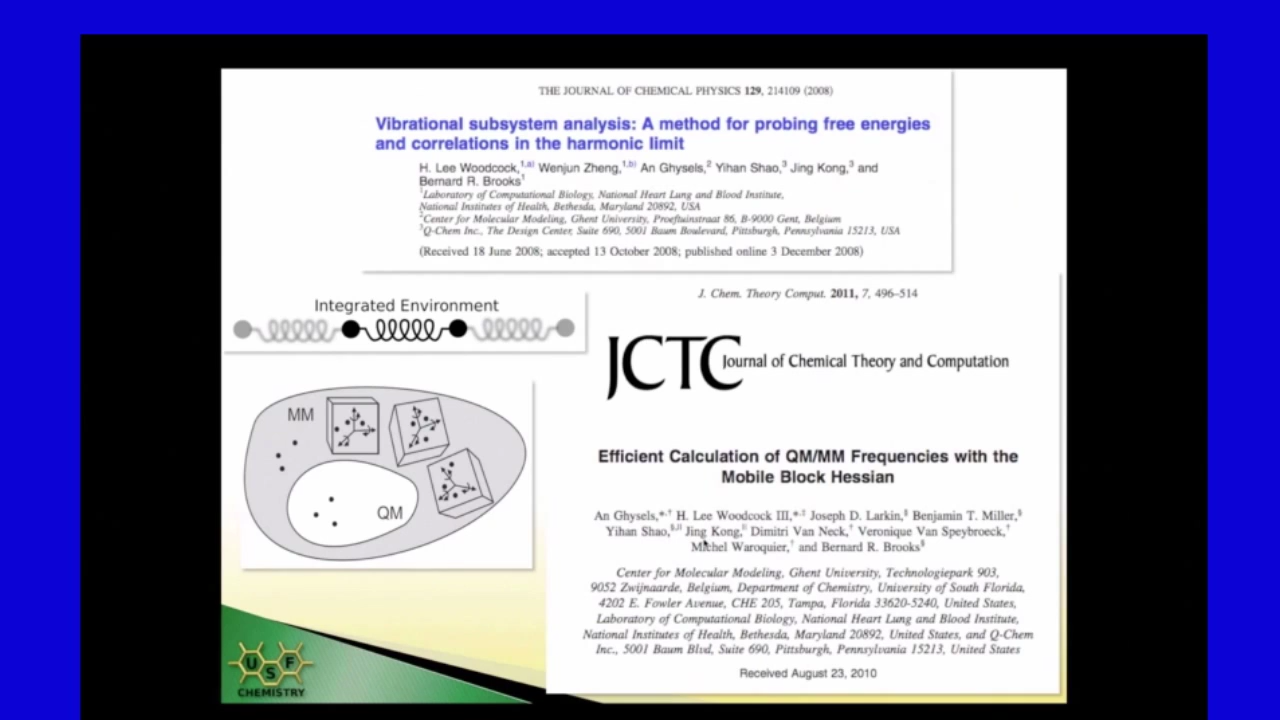 THE JOURNAL OF CHEMICAL PHYSICS 129, 214109 (2008)
Vibrational subsystem analysis: A method for probing free energies
and correlations in the harmonic limit
H. Lee Woodcock,1,a) Wenjun Zheng,1,b) An Ghysels,2 Yihan Shao,3 Jing Kong,3 and
Bernard R. Brooks1
1Laboratory of Computational Biology, National Heart Lung and Blood Institute,
National Institutes of Health, Bethesda, Maryland 20892, USA
2Center for Molecular Modeling, Ghent University, Proeftuinstraat 86, B-9000 Gent, Belgium
3Q-Chem Inc., The Design Center, Suite 690, 5001 Baum Boulevard, Pittsburgh, Pennsylvania 15213, USA
(Received 18 June 2008; accepted 13 October 2008; published online 3 December 2008)
Integrated Environment
MM
QM
J. Chem. Theory Comput. 2011, 7, 496–514
JCTC Journal of Chemical Theory and Computation
Efficient Calculation of QM/MM Frequencies with the
Mobile Block Hessian
An Ghysels,*,† H. Lee Woodcock III,*,‡ Joseph D. Larkin,§ Benjamin T. Miller,§
Yihan Shao,§,|| Jing Kong,|| Dimitri Van Neck,† Veronique Van Speybroeck,†
Michel Waroquier,† and Bernard R. Brooks§
Center for Molecular Modeling, Ghent University, Technologiepark 903,
9052 Zwijnaarde, Belgium, Department of Chemistry, University of South Florida,
4202 E. Fowler Avenue, CHE 205, Tampa, Florida 33620-5240, United States,
Laboratory of Computational Biology, National Heart Lung and Blood Institute,
National Institutes of Health, Bethesda, Maryland 20892, United States, and Q-Chem
Inc., 5001 Baum Blvd, Suite 690, Pittsburgh, Pennsylvania 15213, United States
Received August 23, 2010
USF
CHEMISTRY